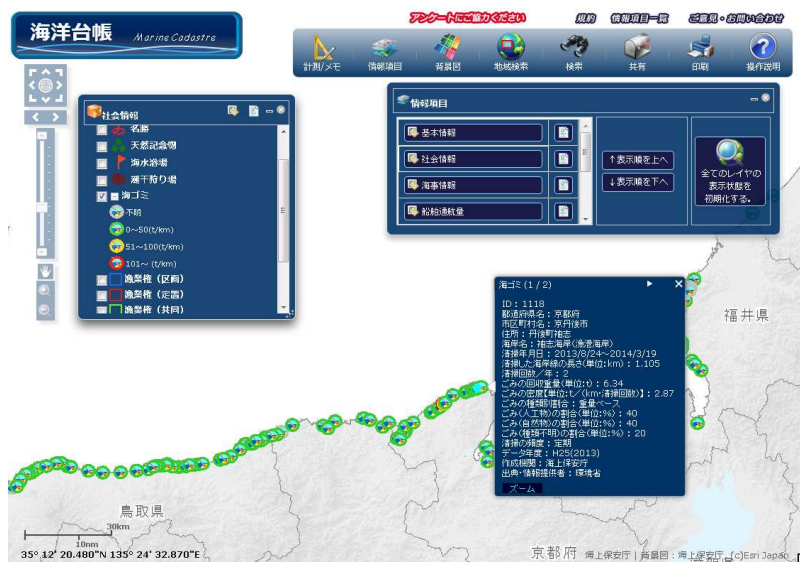 アンケートにご協力ください
規約 情報項目一覧 ご意見・お問い合わせ
海洋台帳 Marine Cadastre
計測/メモ 情報項目 背景図 地域検索 検索 共有 印刷 操作説明
社会情報
名勝
天然記念物
海水浴場
潮干狩り場
海ゴミ
不明
0~50(t/km)
51~100(t/km)
101~ (t/km)
漁業権（区画）
漁業権（定置）
漁業権（共同）
情報項目
基本情報
社会情報
海事情報
船舶通航量
↑表示順を上へ
↓表示順を下へ
全てのレイヤの
表示状態を
初期化する。
海ゴミ(1 / 2)
ID : 1118
都道府県名 : 京都府
市区町村名 : 京丹後市
住所 : 丹後町袖志
海岸名 : 袖志海岸(漁港海岸)
清掃年月日 : 2013/8/24~2014/3/19
清掃した海岸線の長さ(単位:km) : 1.105
清掃回数／年 : 2
ごみの回収重量(単位:t) : 6.34
ごみの密度【単位:t／(km・清掃回数)】 : 2.87
ごみの種類別割合 : 重量ベース
ごみ(人工物)の割合(単位:%) : 40
ごみ(自然物)の割合(単位:%) : 40
ごみ(種類不明)の割合(単位:%) : 20
清掃の頻度 : 定期
データ年度 : H25(2013)
作成機関 : 海上保安庁
出典・情報提供者 : 環境省
ズーム
福井県
鳥取県
30km
10nm
35° 12' 20.480"N 135° 24' 32.870"E
京都府
海上保安庁 | 背景図 : 海上保安庁, (c)Esri Japan